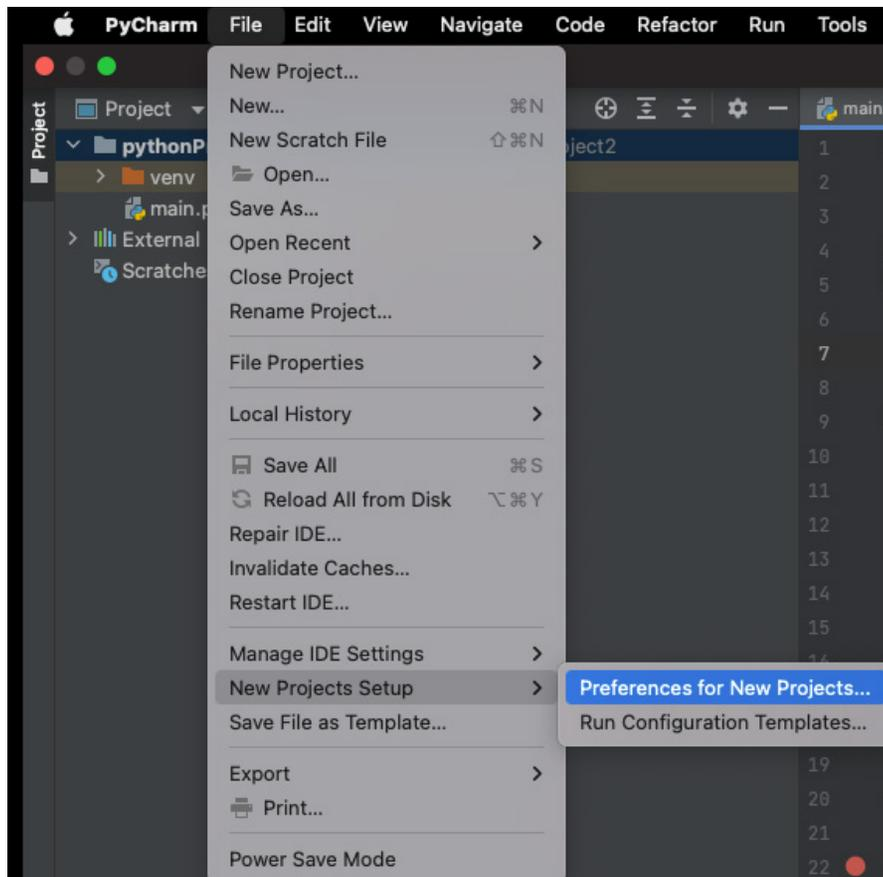 PyCharm File Edit View Navigate Code Refactor Run Tools
Project
Project
main
New Project...
New... ⌘N
New Scratch File ⇧⌘N
Open...
Save As...
Open Recent
Close Project
Rename Project...
File Properties
Local History
Save All ⌘S
Reload All from Disk ⌥⌘Y
Repair IDE...
Invalidate Caches...
Restart IDE...
Manage IDE Settings
New Projects Setup
Save File as Template...
Export
Print...
Power Save Mode
Preferences for New Projects...
Run Configuration Templates...
pythonP
ject2
venv
main.p
External
Scratche
1
2
3
4
5
6
7
8
9
10
11
12
13
14
15
16
19
20
21
22